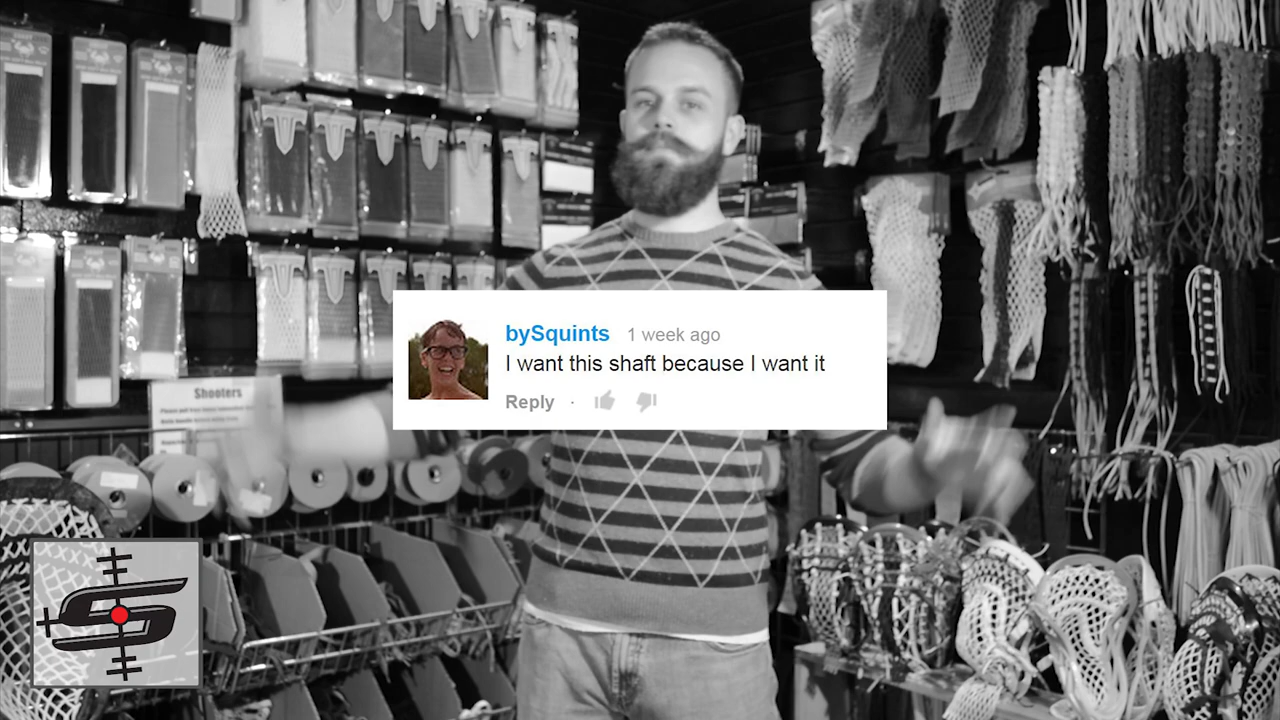 bySquints 1 week ago
I want this shaft because I want it
Reply ·
Shooters